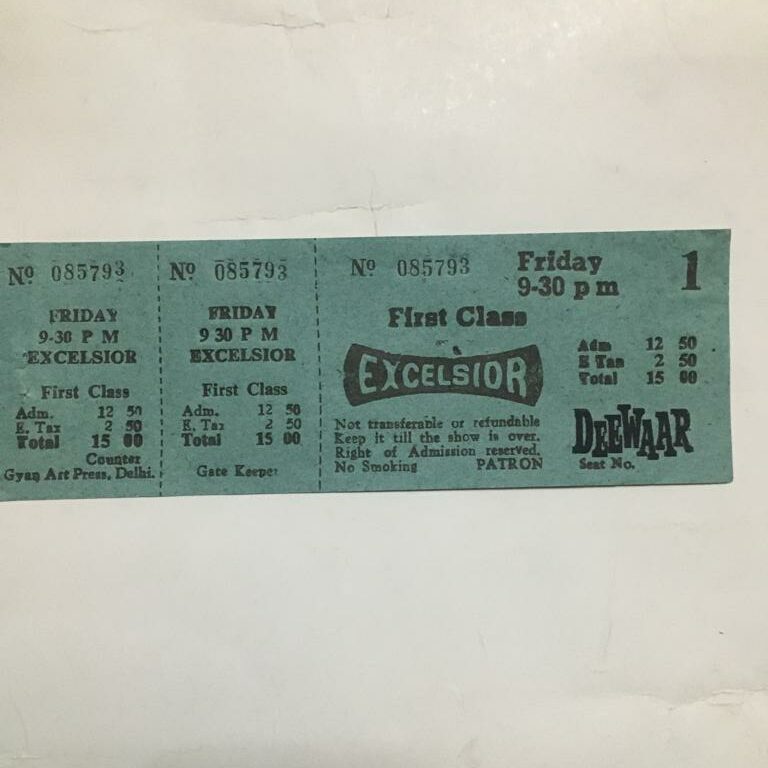 Nº 085793
FRIDAY
9-30 P M
EXCELSIOR
First Class
Adm. 12 50
E. Tax 2 50
Total 15 00
Counter
Gyan Art Press, Delhi.
Nº 085793
FRIDAY
9 30 P M
EXCELSIOR
First Class
Adm. 12 50
E. Tax 2 50
Total 15 00
Gate Keeper
Nº 085793
Friday
9-30 p m
1
First Class
EXCELSIOR
Adm 12 50
E Tax 2 50
Total 15 00
Not transferable or refundable
Keep it till the show is over.
Right of Admission reserved.
No Smoking PATRON
DEEWAAR
Seat No.